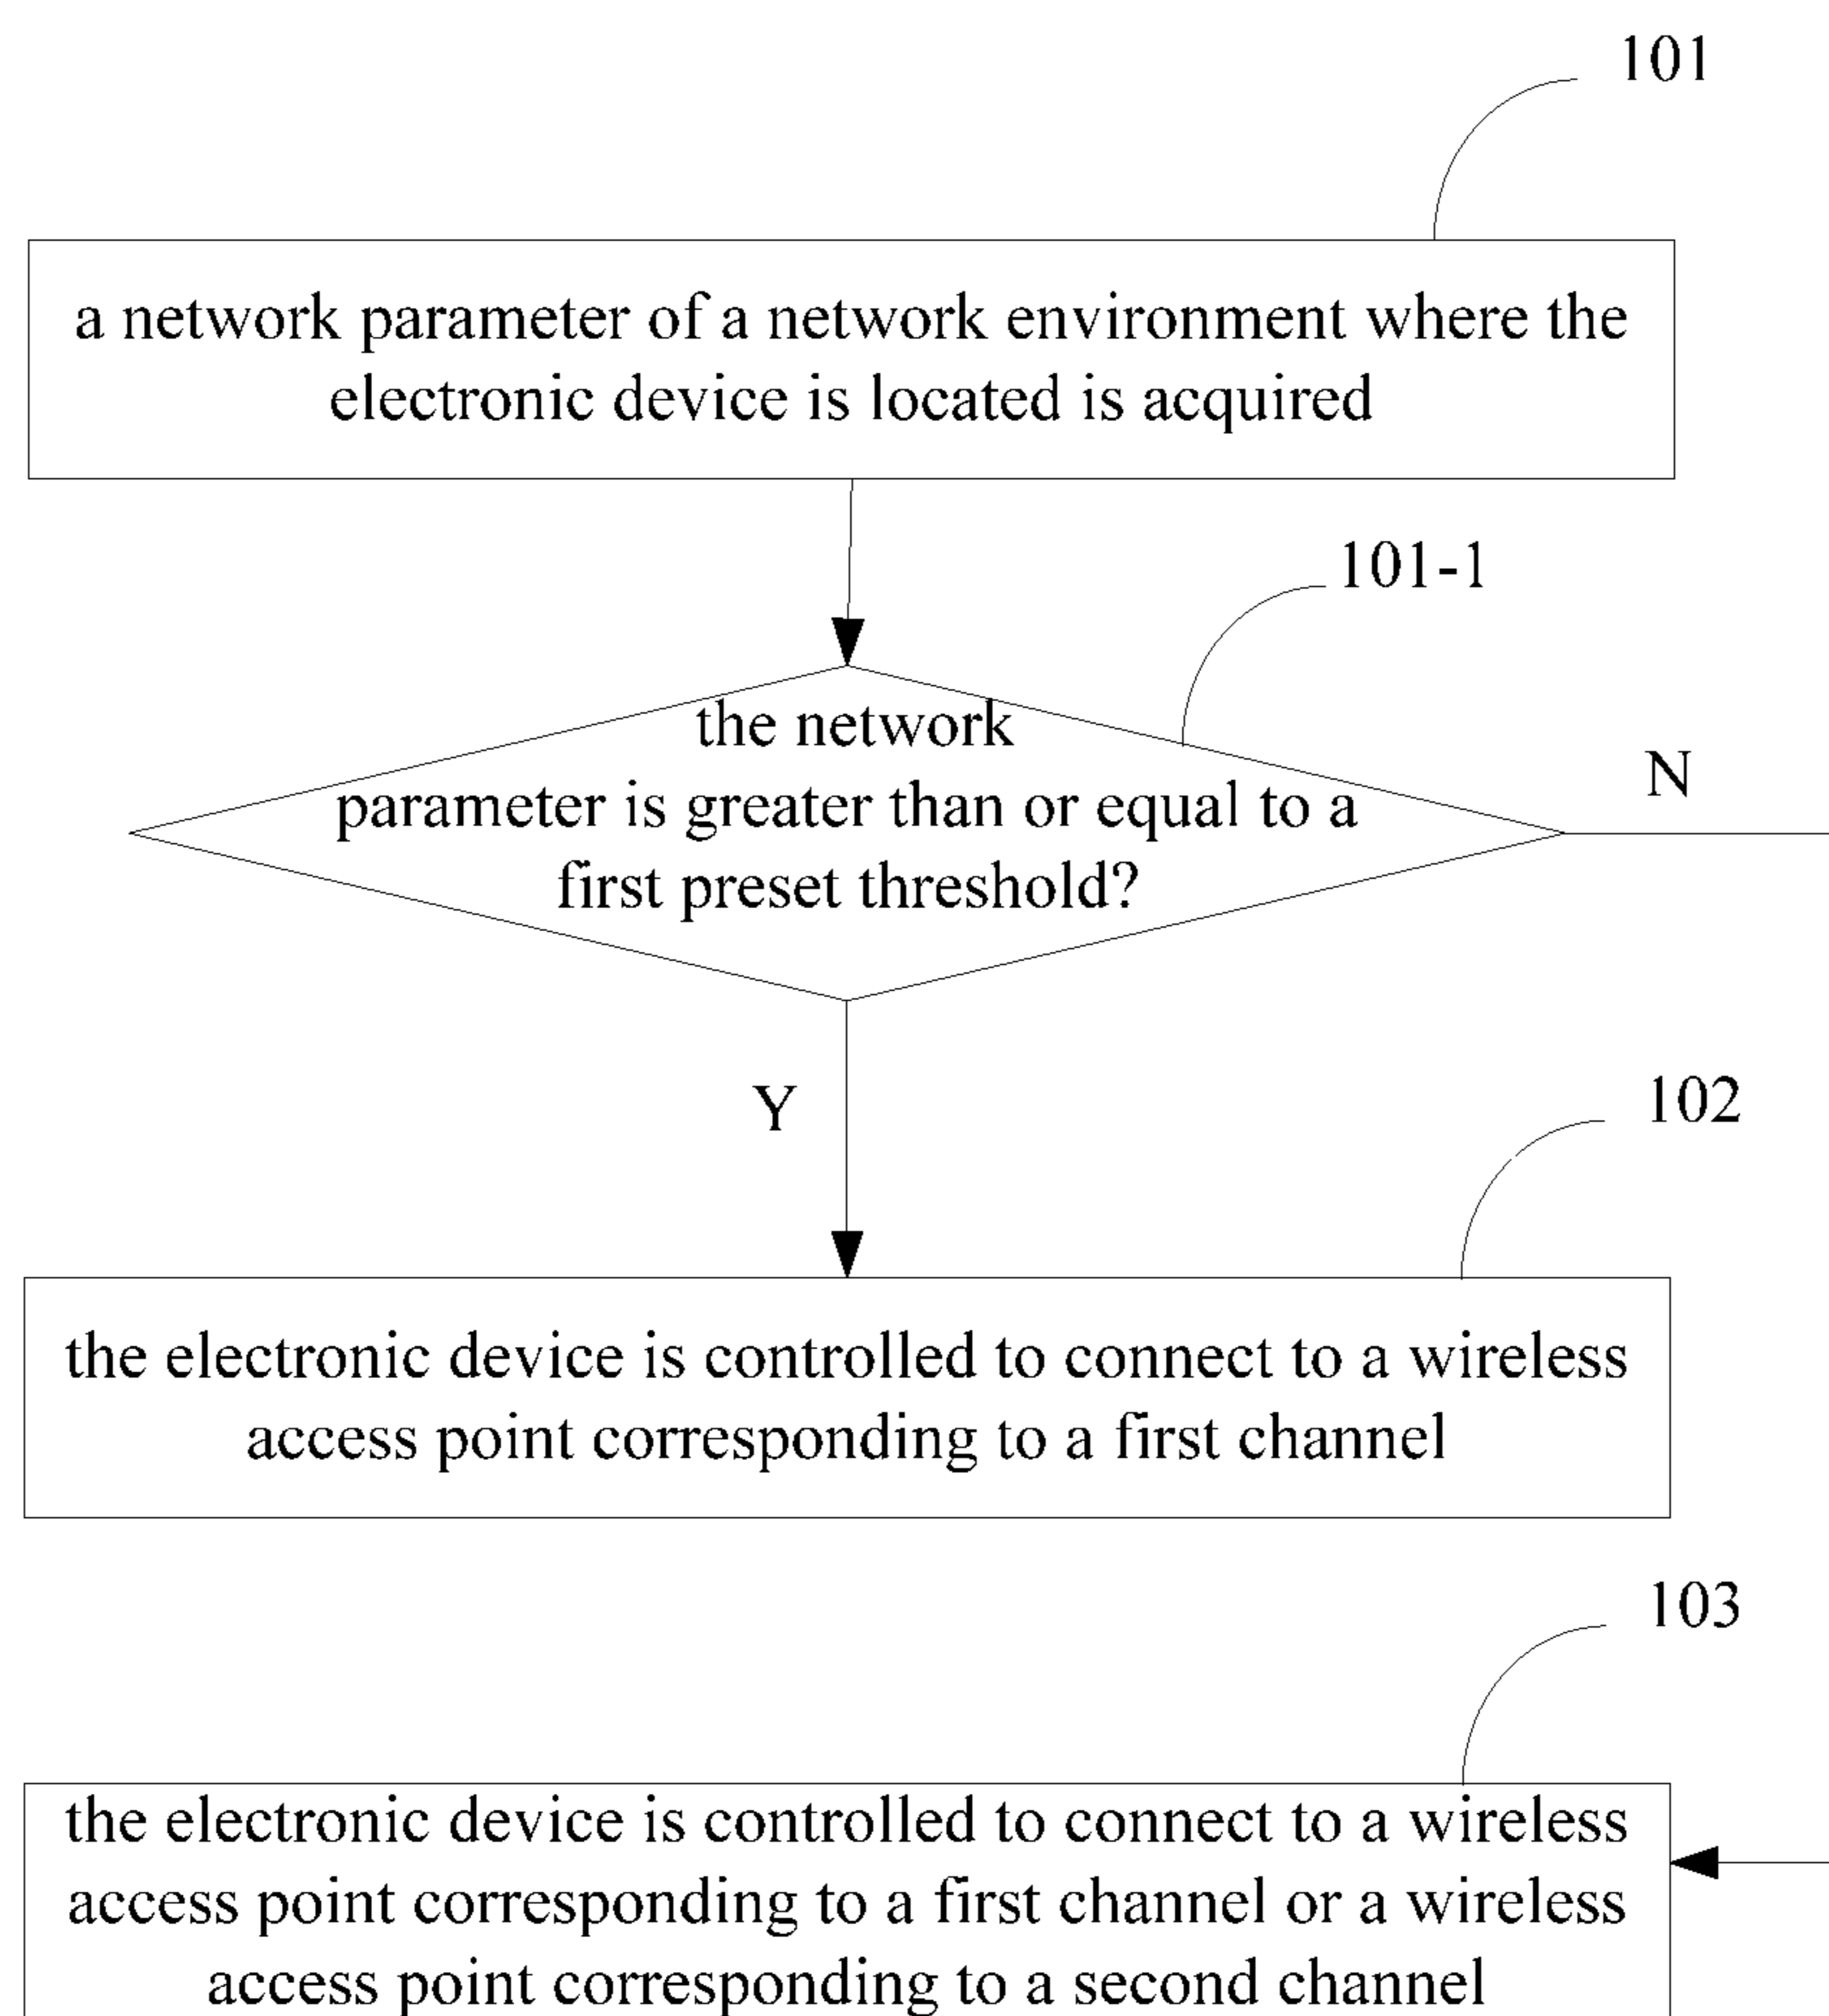 101
a network parameter of a network environment where the
electronic device is located is acquired
101-1
the network
parameter is greater than or equal to a
first preset threshold?
N
Y
102
the electronic device is controlled to connect to a wireless
access point corresponding to a first channel
103
the electronic device is controlled to connect to a wireless
access point corresponding to a first channel or a wireless
access point corresponding to a second channel